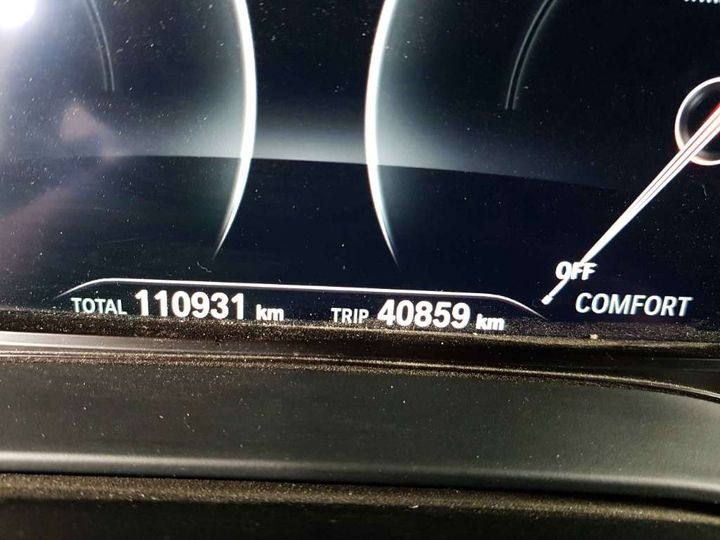 OFF
COMFORT
TOTAL 110931 km TRIP 40859 km